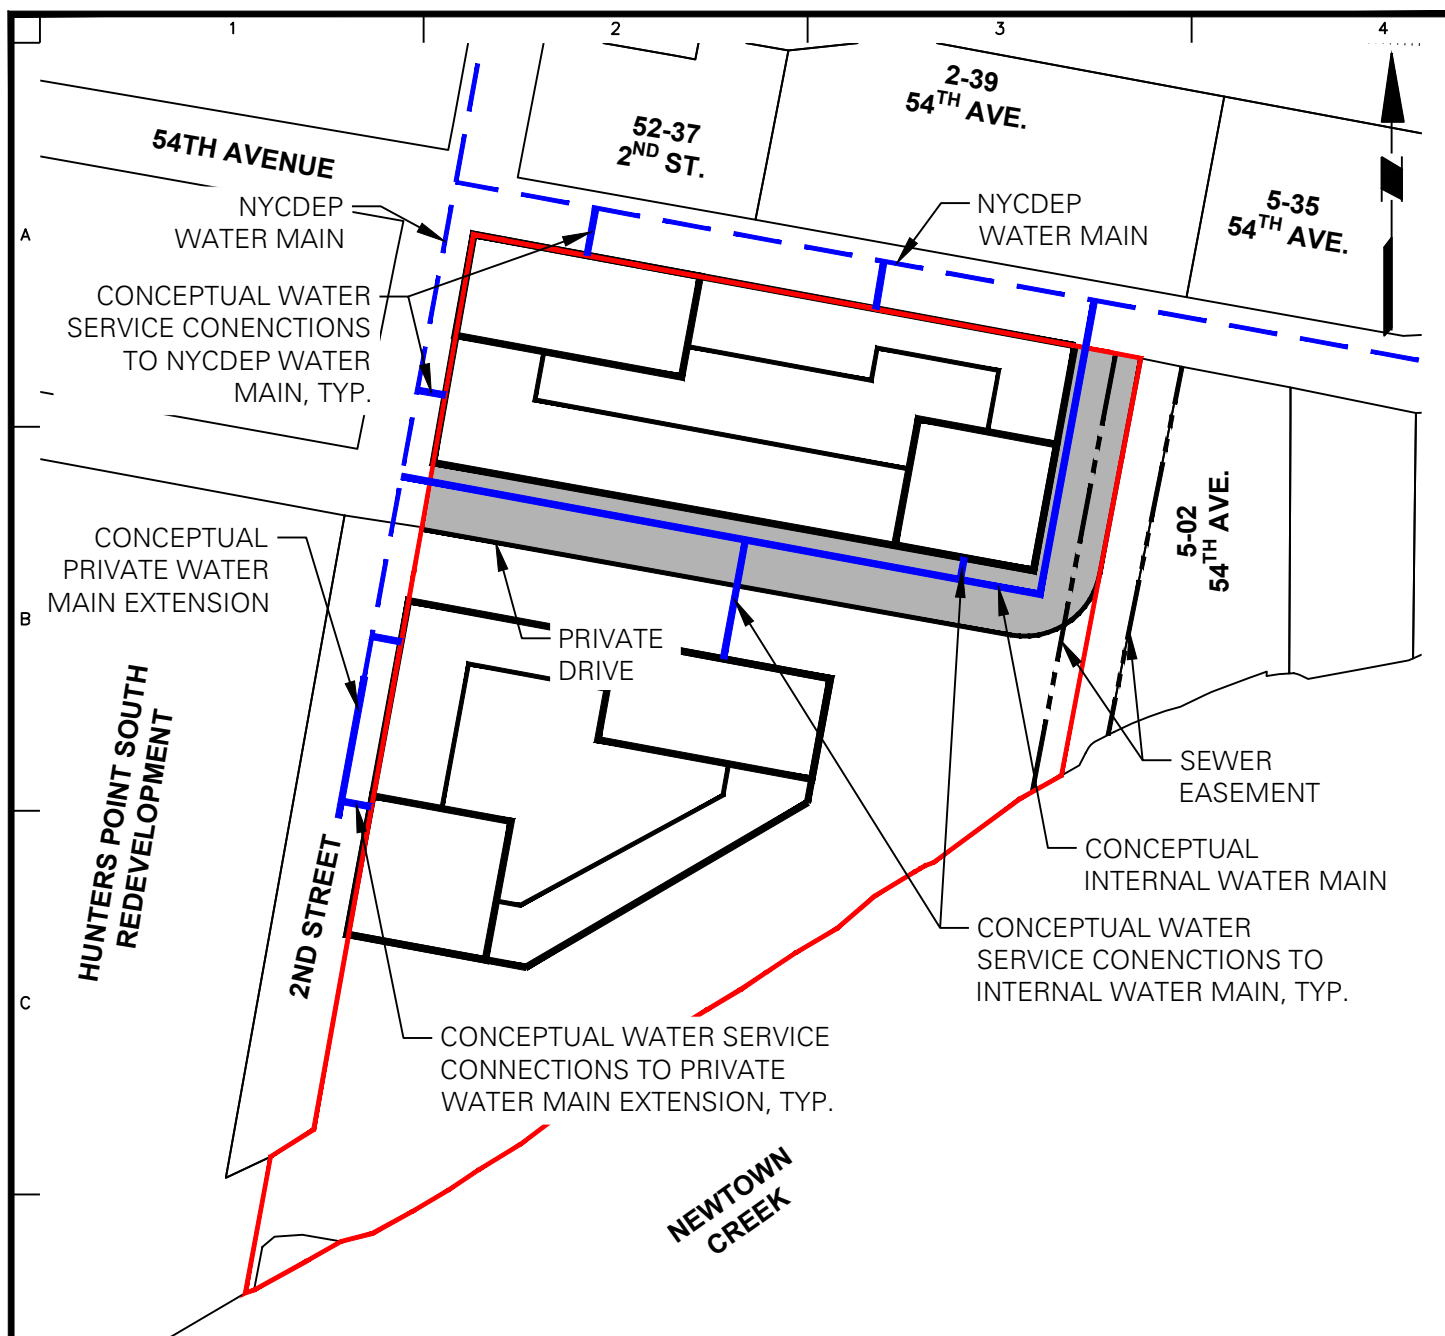 1
2
3
4
A
B
C
54TH AVENUE
52-37
2ND ST.
2-39
54TH AVE.
5-35
54TH AVE.
NYCDEP
WATER MAIN
NYCDEP
WATER MAIN
CONCEPTUAL WATER
SERVICE CONENCTIONS
TO NYCDEP WATER
MAIN, TYP.
5-02
54TH AVE.
CONCEPTUAL
PRIVATE WATER
MAIN EXTENSION
PRIVATE
DRIVE
HUNTERS POINT SOUTH
REDEVELOPMENT
SEWER
EASEMENT
2ND STREET
CONCEPTUAL
INTERNAL WATER MAIN
CONCEPTUAL WATER
SERVICE CONENCTIONS TO
INTERNAL WATER MAIN, TYP.
CONCEPTUAL WATER SERVICE
CONNECTIONS TO PRIVATE
WATER MAIN EXTENSION, TYP.
NEWTOWN
CREEK